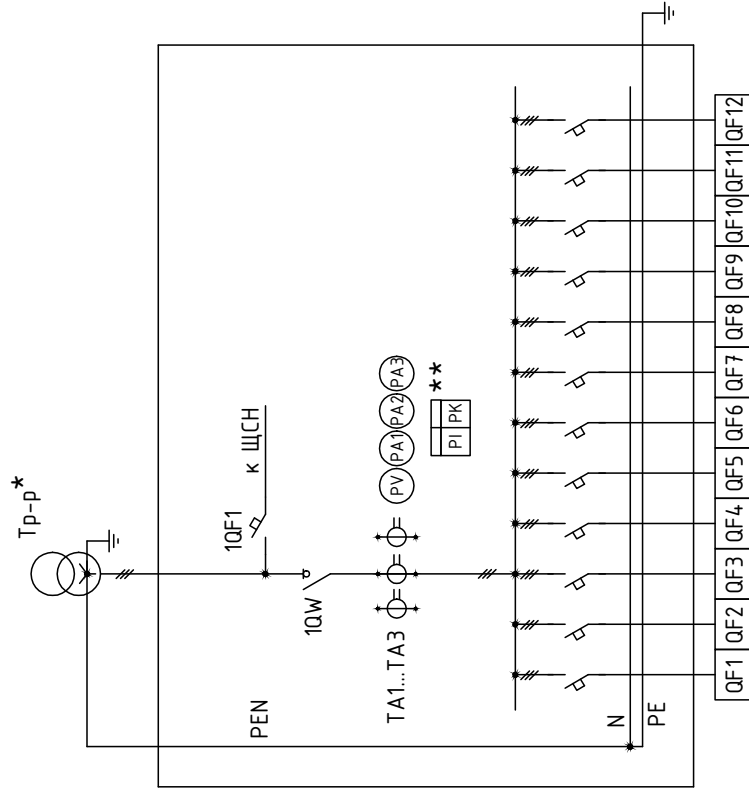 Тр-р*
1QF1
к ЩСН
1QW
PEN
TA1...TA3
PV
PA1
PA2
PA3
**
PI
PK
N
PE
QF1
QF2
QF3
QF4
QF5
QF6
QF7
QF8
QF9
QF10
QF11
QF12